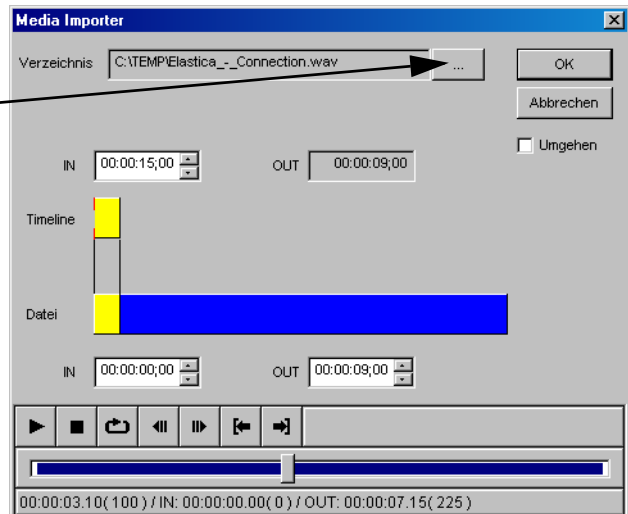 Media Importer
Verzeichnis C:\TEMP\Elastica_-_Connection.wav ... OK
Abbrechen
Umgehen
IN 00:00:15;00 OUT 00:00:09;00
Timeline
Datei
IN 00:00:00;00 OUT 00:00:09;00
00:00:03.10( 100 ) / IN: 00:00:00.00( 0 ) / OUT: 00:00:07.15( 225 )